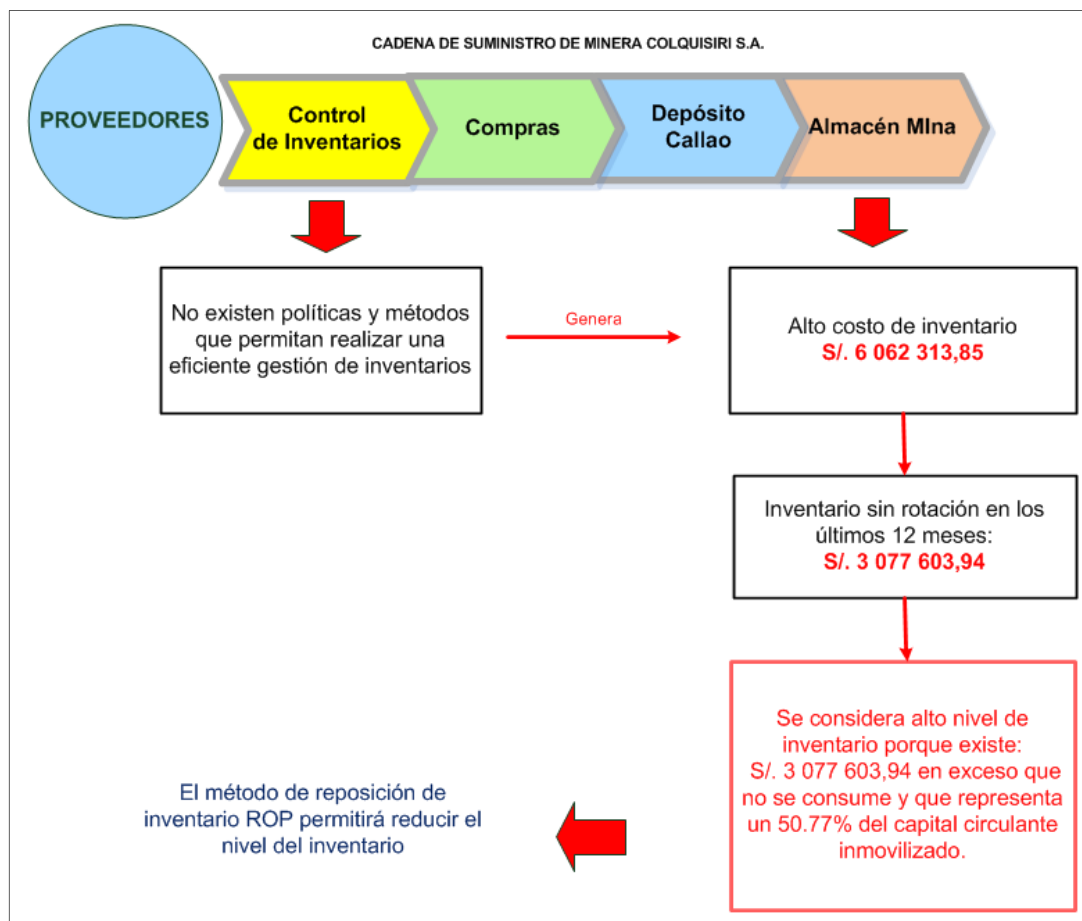 CADENA DE SUMINISTRO DE MINERA COLQUISIRI S.A.
PROVEEDORES
Control
de Inventarios
Compras
Depósito
Callao
Almacén MIna
No existen políticas y métodos
que permitan realizar una
eficiente gestión de inventarios
Genera
Alto costo de inventario
S/. 6 062 313,85
Inventario sin rotación en los
últimos 12 meses:
S/. 3 077 603,94
Se considera alto nivel de
inventario porque existe:
S/. 3 077 603,94 en exceso que
no se consume y que representa
un 50.77% del capital circulante
inmovilizado.
El método de reposición de
inventario ROP permitirá reducir el
nivel del inventario